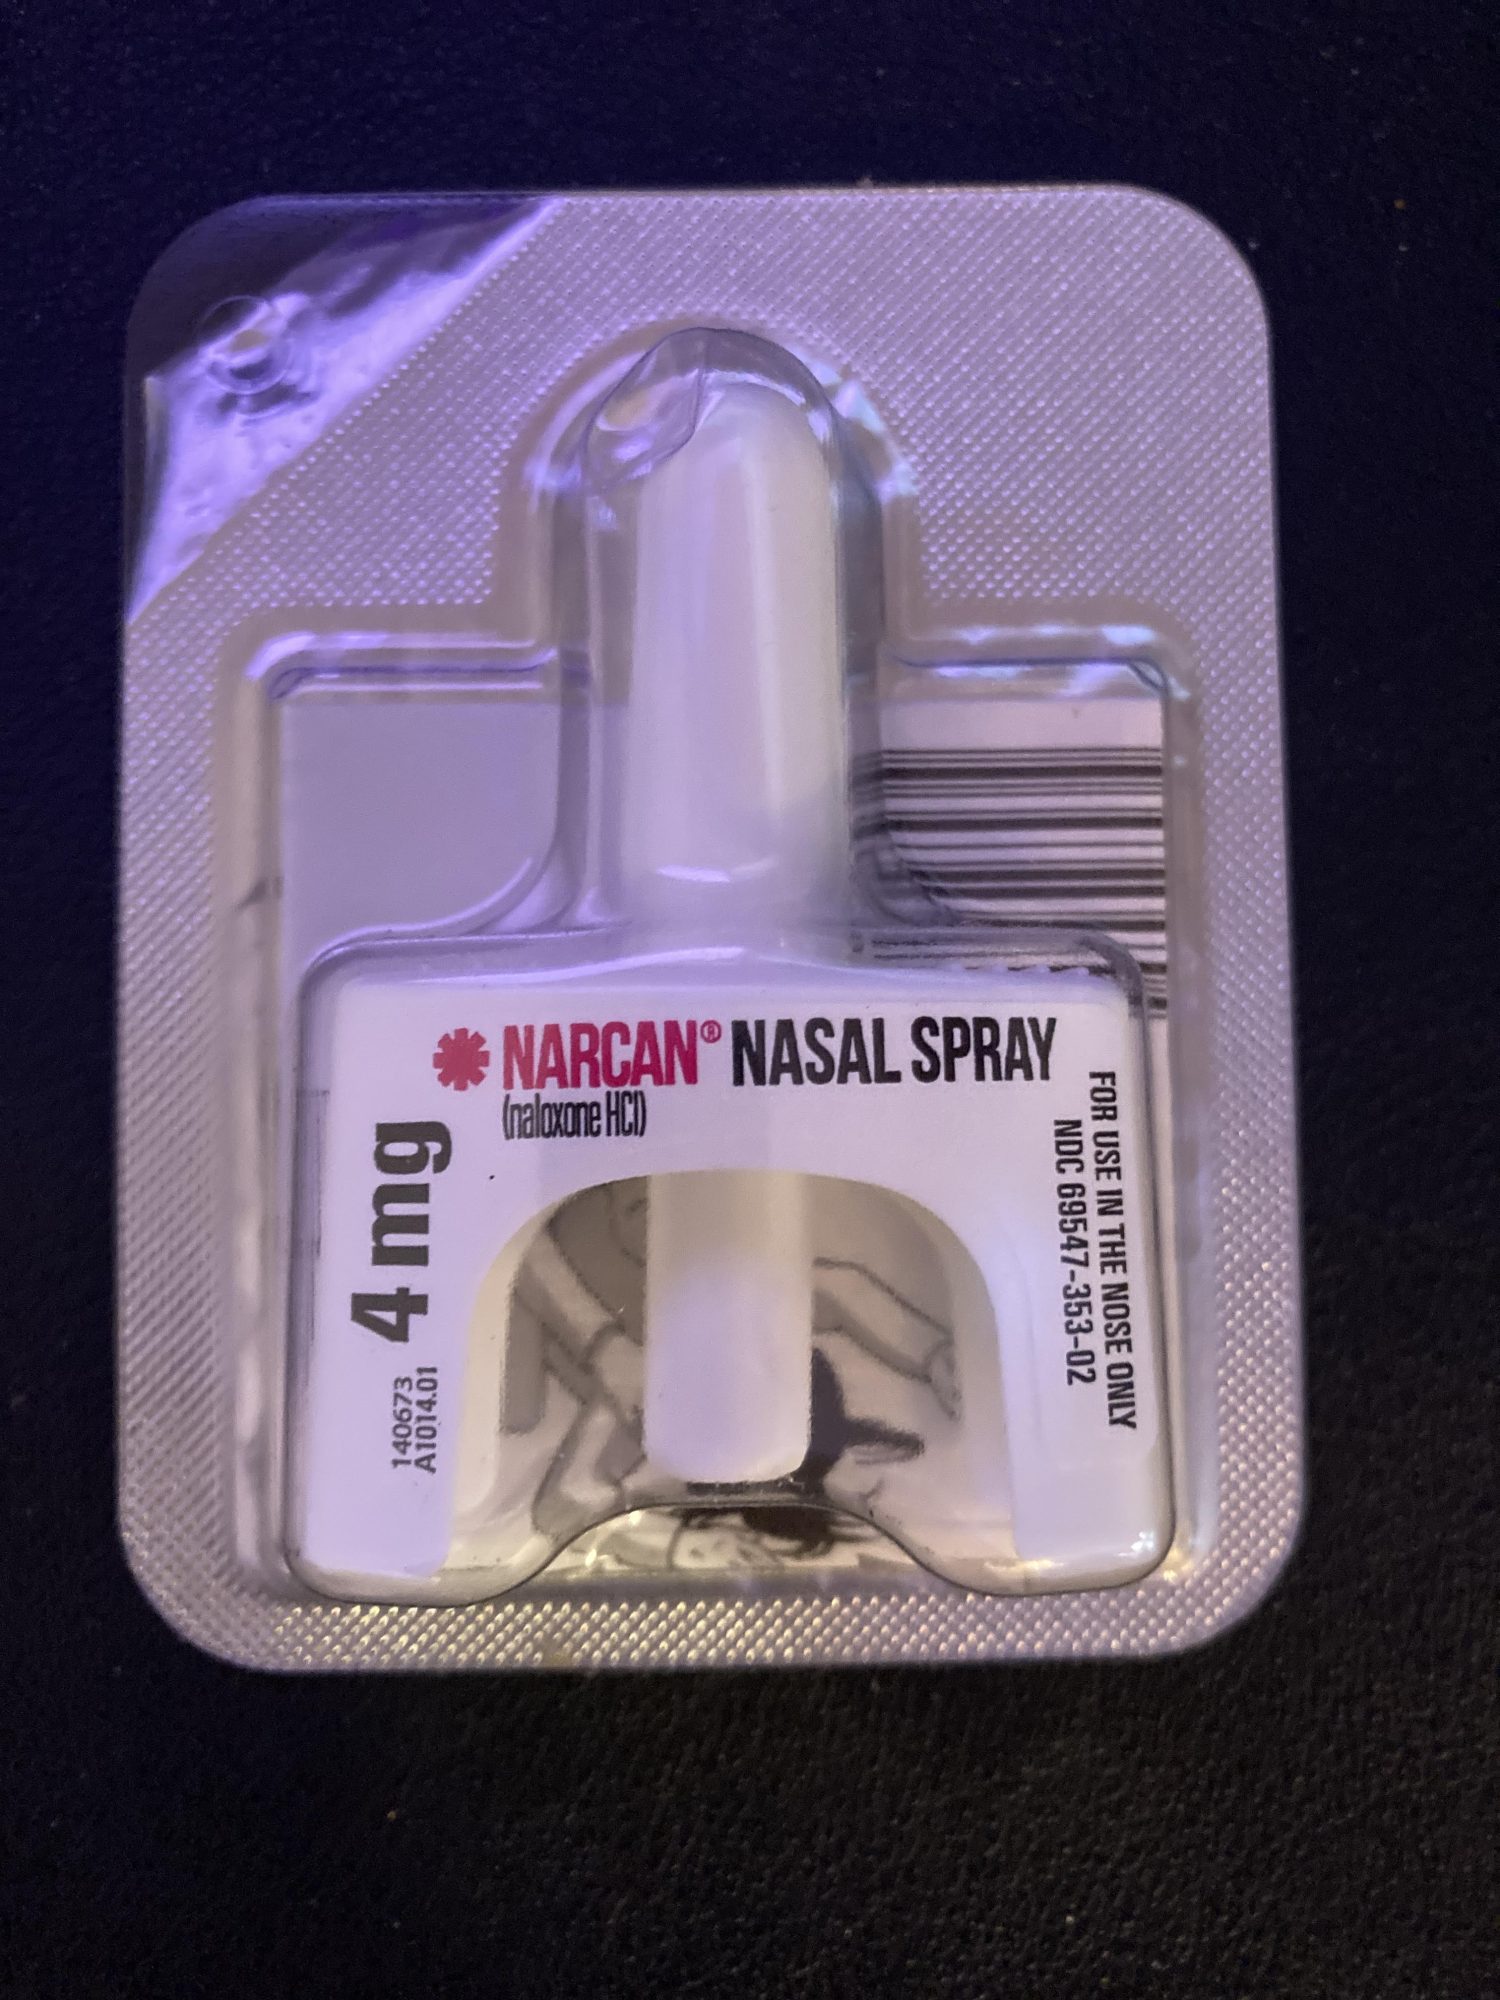 NARCAN® NASAL SPRAY
(naloxone HCl)
4 mg
140673
A1014.01
FOR USE IN THE NOSE ONLY
NDC 69547-353-02